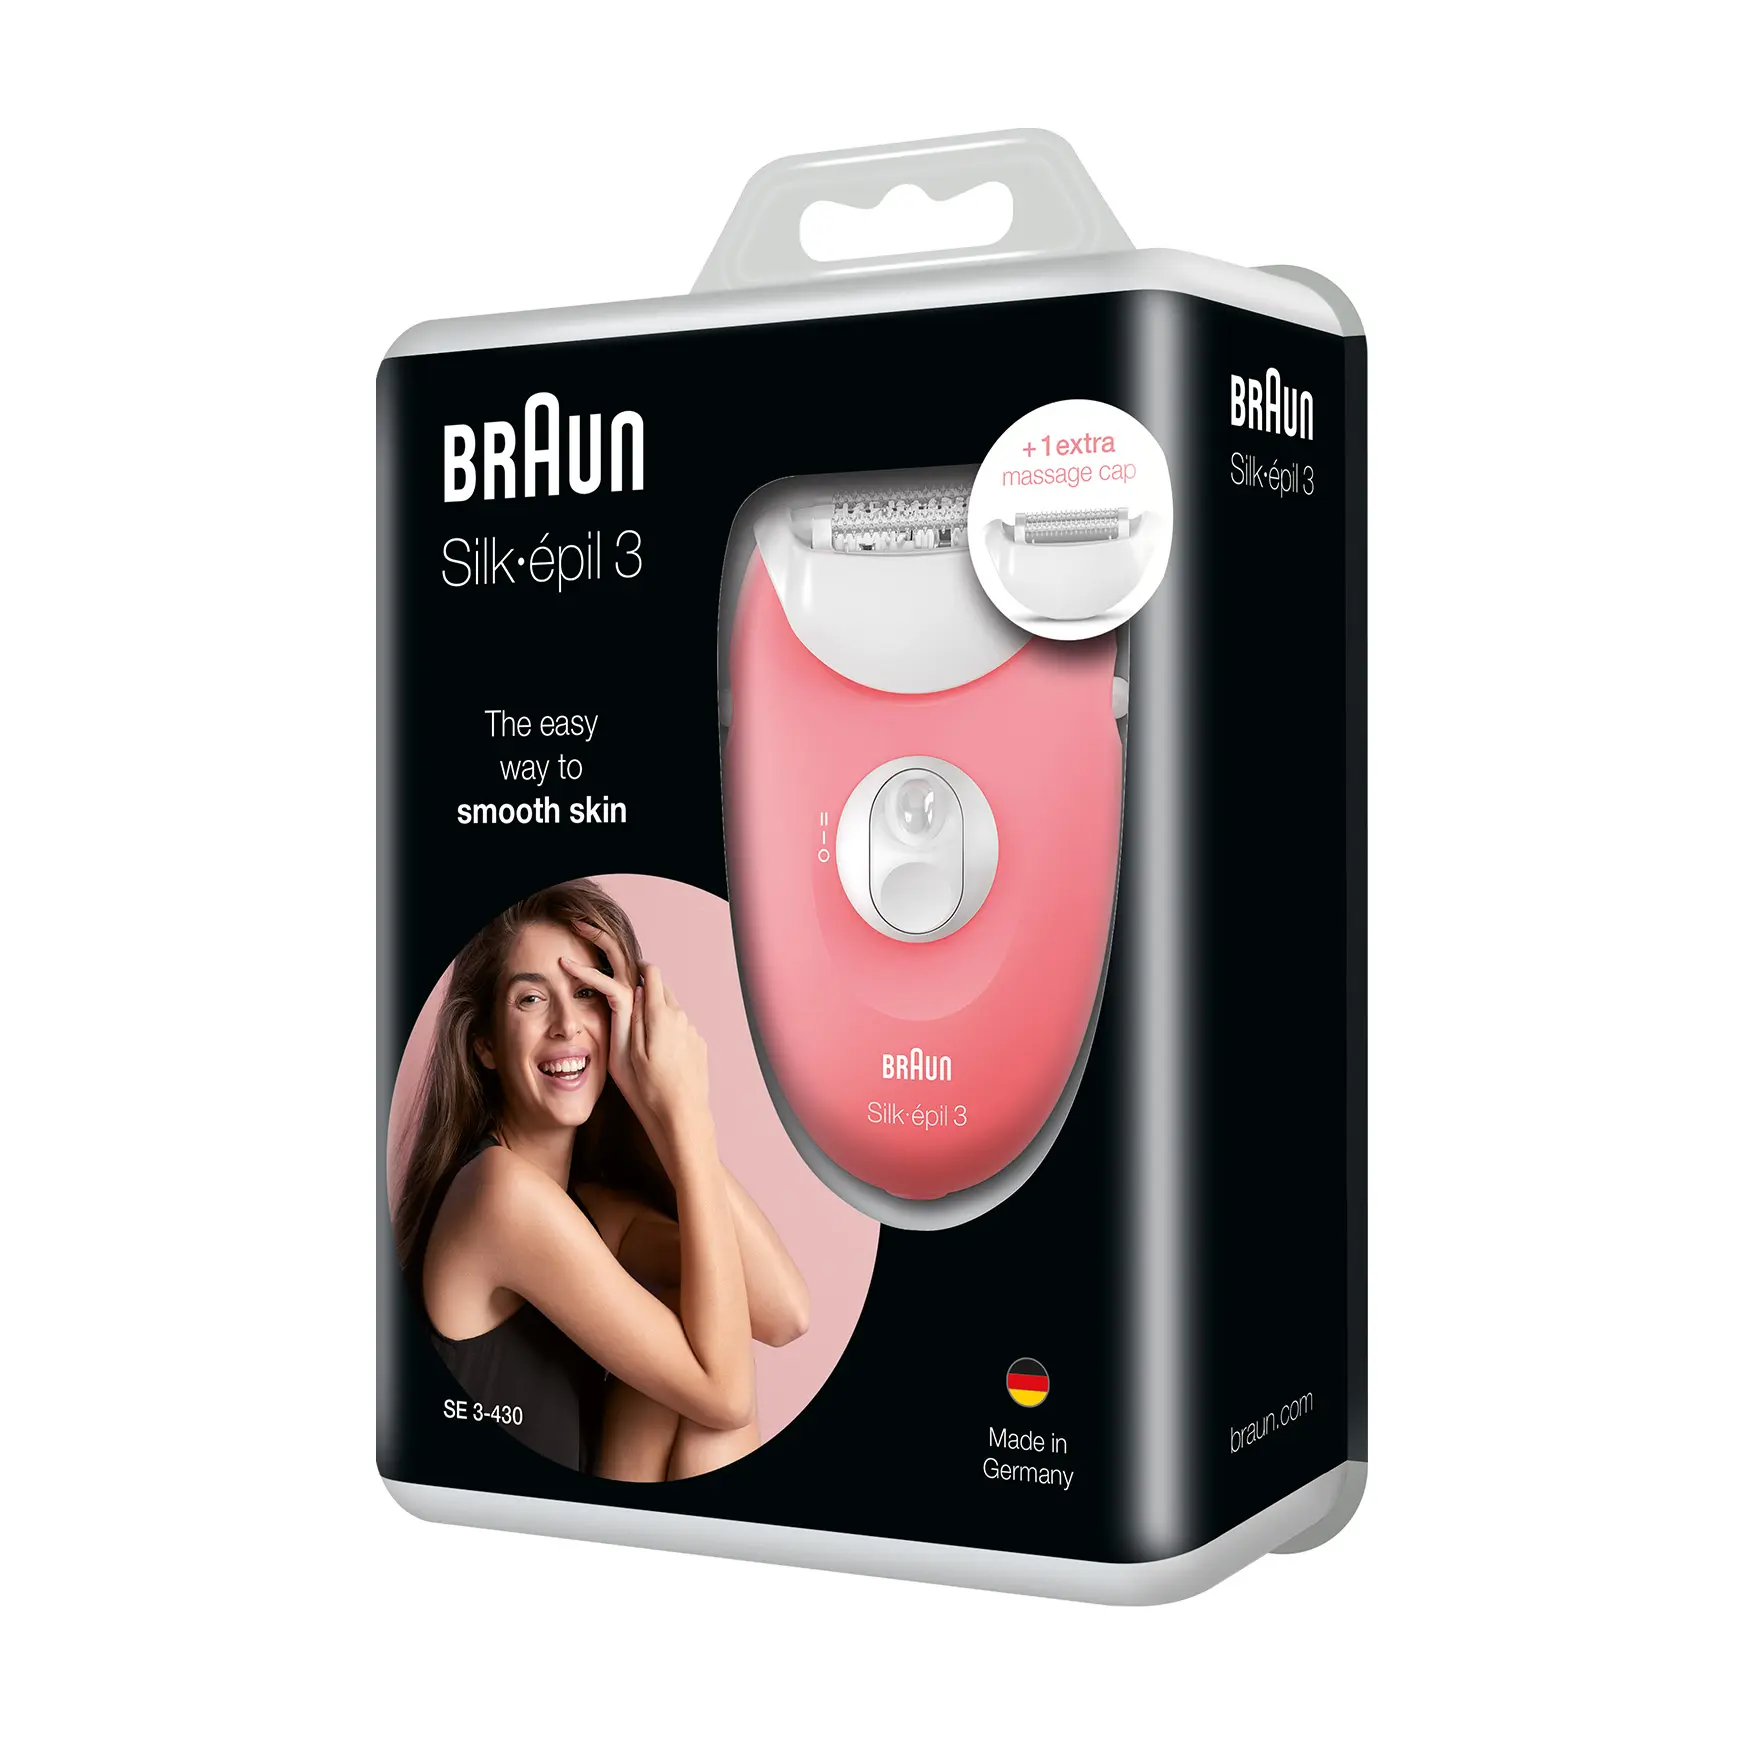 BRAUN
Silk·épil 3
The easy
way to
smooth skin
+1 extra
massage cap
II
I
O
BRAUN
Silk·épil 3
SE 3-430
Made in
Germany
BRAUN
Silk·épil 3
braun.com